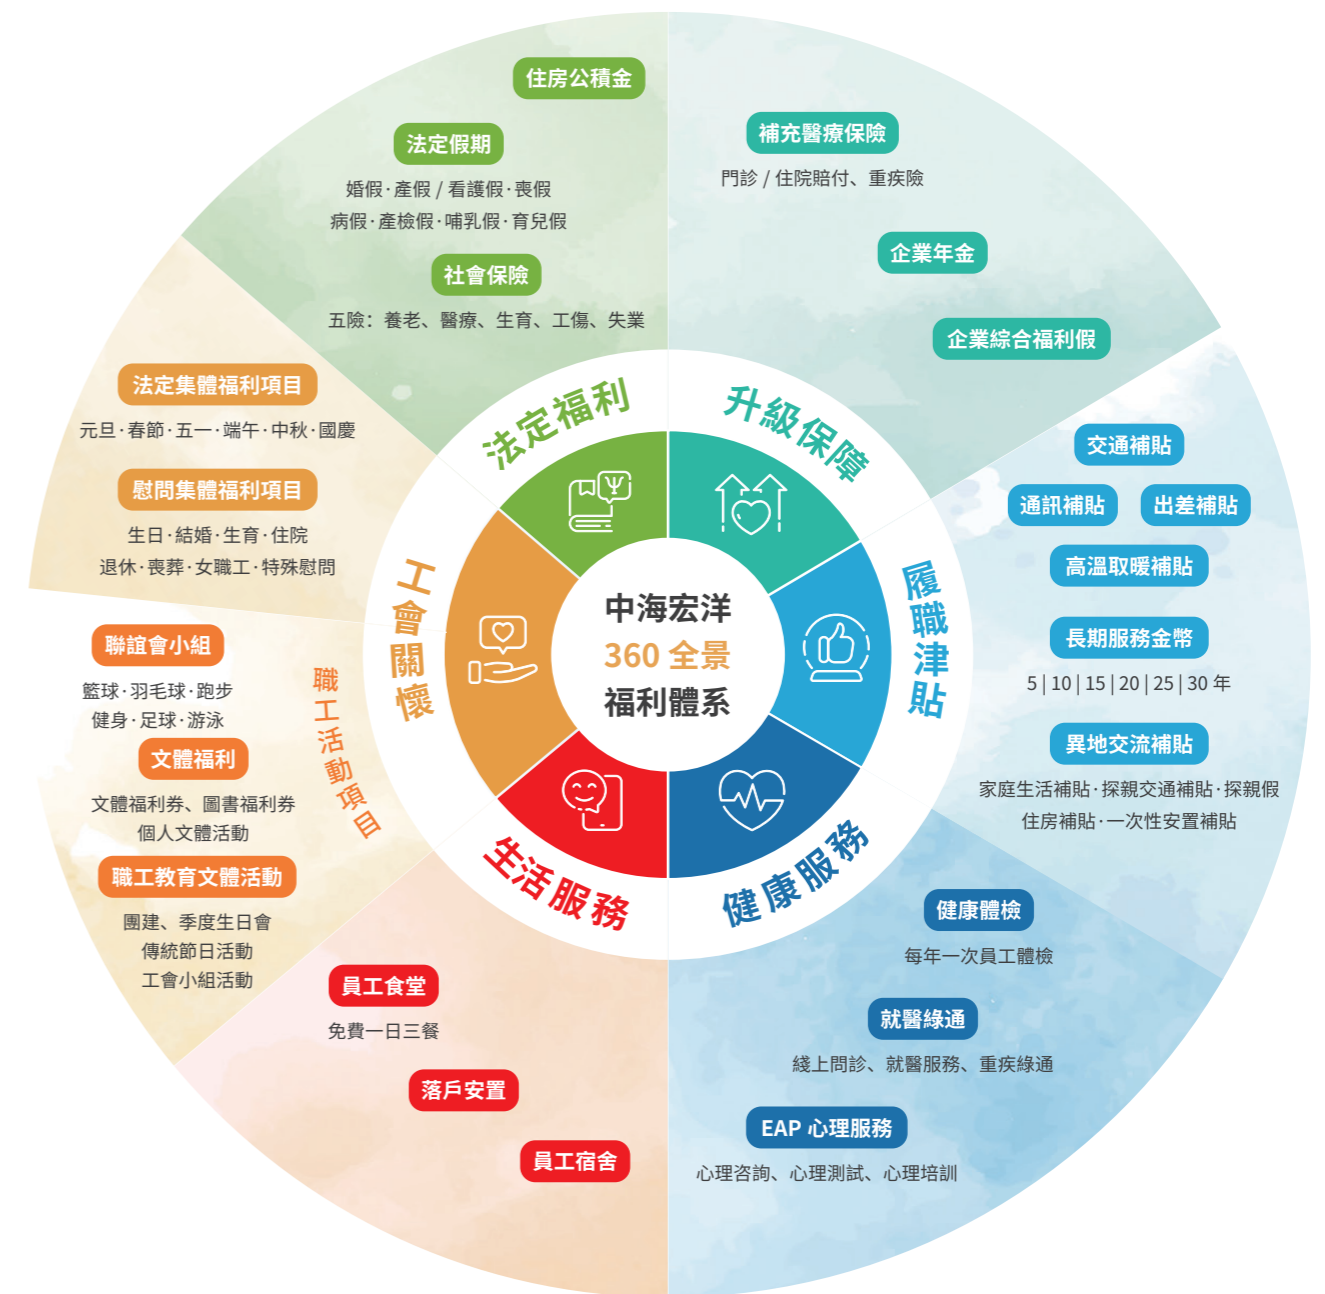 中海宏洋
360 全景
福利體系
法定福利
住房公積金
法定假期
婚假·產假 / 看護假·喪假
病假·產檢假·哺乳假·育兒假
社會保險
五險：養老、醫療、生育、工傷、失業
升級保障
補充醫療保險
門診 / 住院賠付、重疾險
企業年金
企業綜合福利假
履職津貼
交通補貼
通訊補貼
出差補貼
高溫取暖補貼
長期服務金幣
5 | 10 | 15 | 20 | 25 | 30 年
異地交流補貼
家庭生活補貼·探親交通補貼·探親假
住房補貼·一次性安置補貼
健康服務
健康體檢
每年一次員工體檢
就醫綠通
綫上問診、就醫服務、重疾綠通
EAP 心理服務
心理咨詢、心理測試、心理培訓
生活服務
員工食堂
免費一日三餐
落戶安置
員工宿舍
工會關懷
法定集體福利項目
元旦·春節·五一·端午·中秋·國慶
慰問集體福利項目
生日·結婚·生育·住院
退休·喪葬·女職工·特殊慰問
職工活動項目
聯誼會小組
籃球·羽毛球·跑步
健身·足球·游泳
文體福利
文體福利券、圖書福利券
個人文體活動
職工教育文體活動
團建、季度生日會
傳統節日活動
工會小組活動